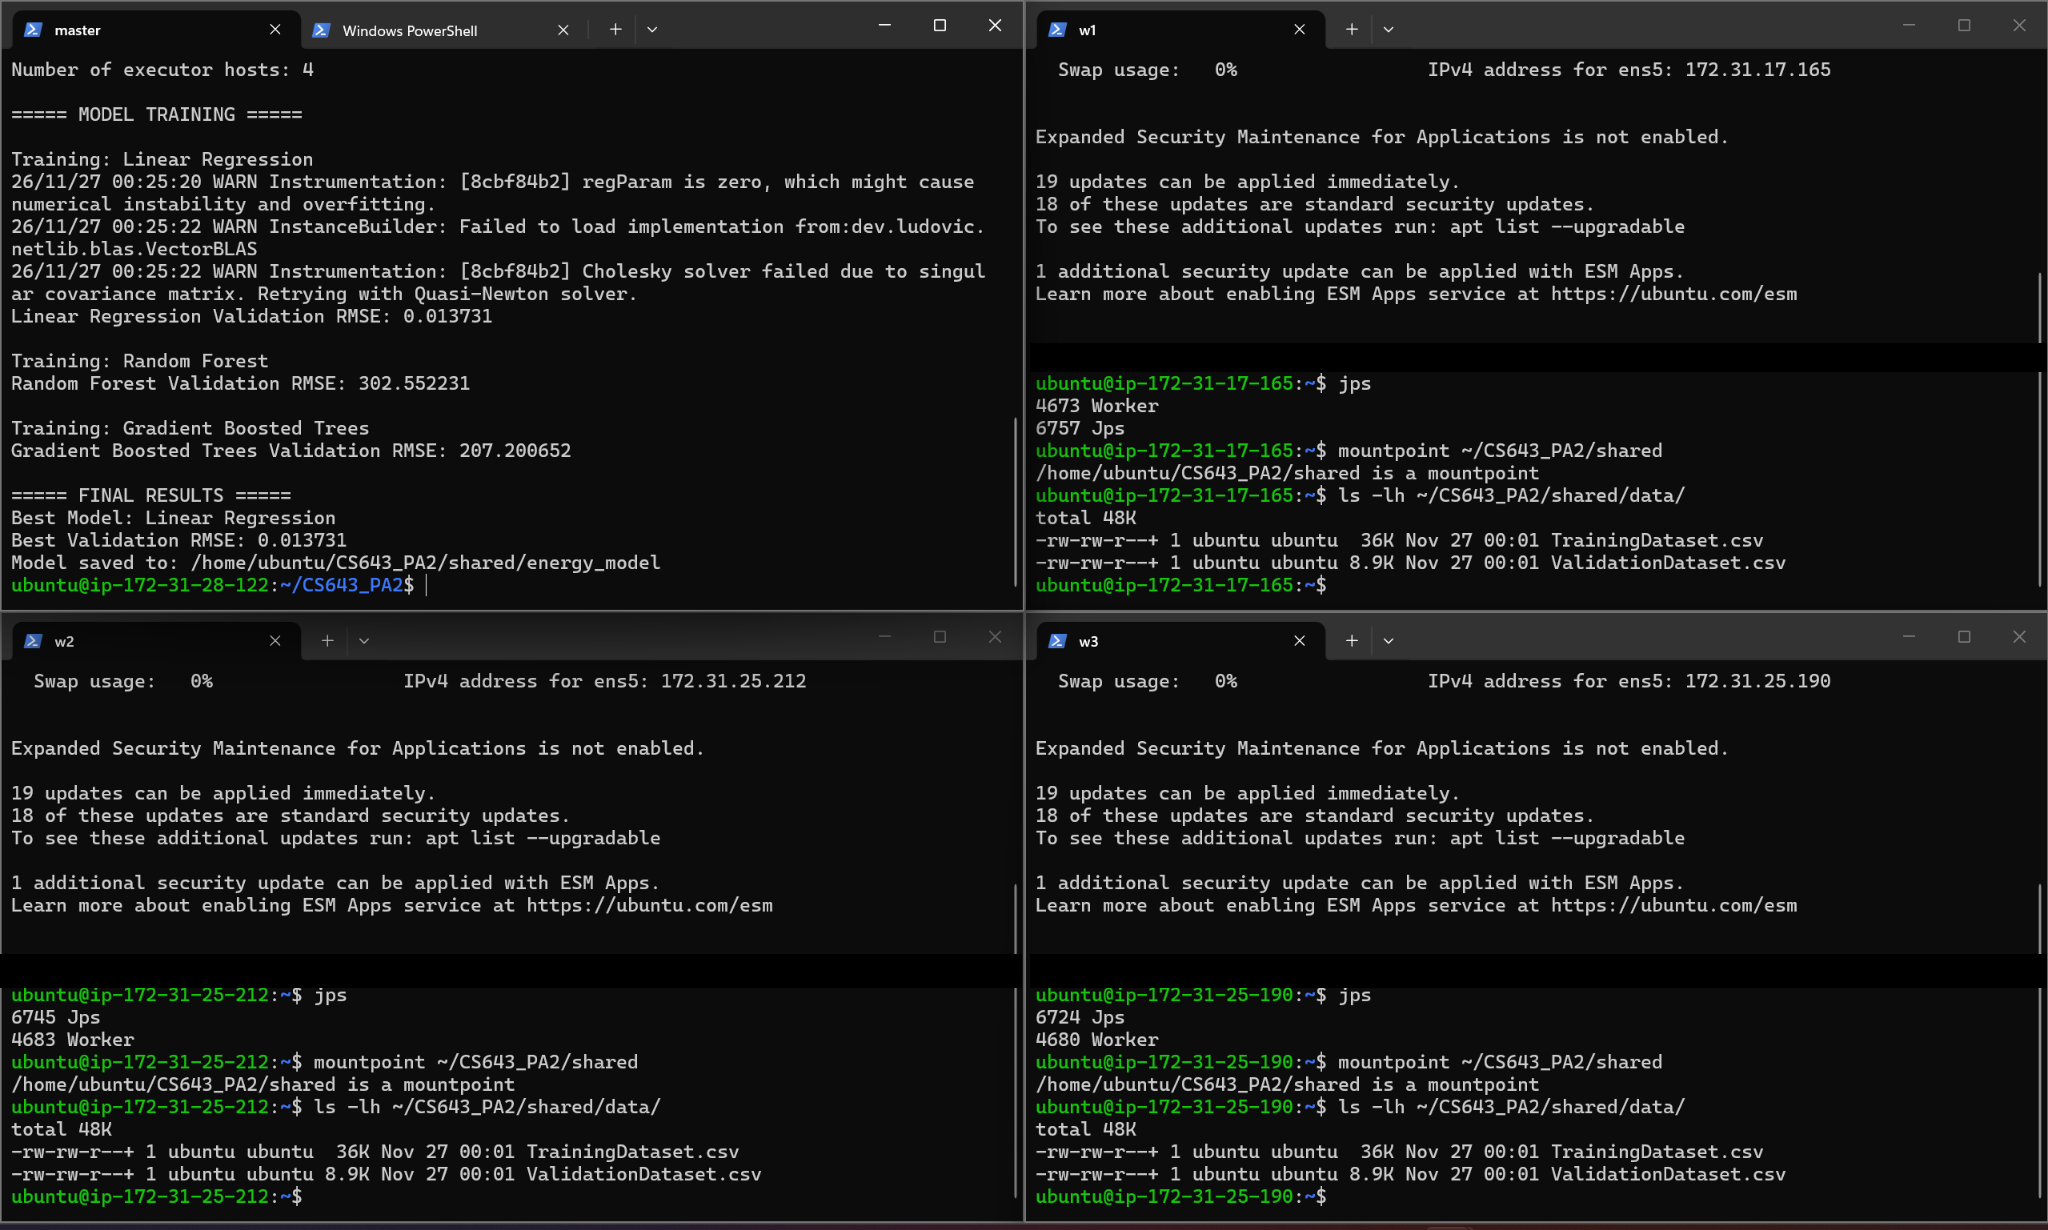 master
Windows PowerShell
Number of executor hosts: 4
===== MODEL TRAINING =====
Training: Linear Regression
26/11/27 00:25:20 WARN Instrumentation: [8cbf84b2] regParam is zero, which might cause
numerical instability and overfitting.
26/11/27 00:25:22 WARN InstanceBuilder: Failed to load implementation from:dev.ludovic.
netlib.blas.VectorBLAS
26/11/27 00:25:22 WARN Instrumentation: [8cbf84b2] Cholesky solver failed due to singul
ar covariance matrix. Retrying with Quasi-Newton solver.
Linear Regression Validation RMSE: 0.013731
Training: Random Forest
Random Forest Validation RMSE: 302.552231
Training: Gradient Boosted Trees
Gradient Boosted Trees Validation RMSE: 207.200652
===== FINAL RESULTS =====
Best Model: Linear Regression
Best Validation RMSE: 0.013731
Model saved to: /home/ubuntu/CS643_PA2/shared/energy_model
ubuntu@ip-172-31-28-122:~/CS643_PA2$
w1
Swap usage:   0%                 IPv4 address for ens5: 172.31.17.165
Expanded Security Maintenance for Applications is not enabled.
19 updates can be applied immediately.
18 of these updates are standard security updates.
To see these additional updates run: apt list --upgradable
1 additional security update can be applied with ESM Apps.
Learn more about enabling ESM Apps service at https://ubuntu.com/esm
ubuntu@ip-172-31-17-165:~$ jps
4673 Worker
6757 Jps
ubuntu@ip-172-31-17-165:~$ mountpoint ~/CS643_PA2/shared
/home/ubuntu/CS643_PA2/shared is a mountpoint
ubuntu@ip-172-31-17-165:~$ ls -lh ~/CS643_PA2/shared/data/
total 48K
-rw-rw-r--+ 1 ubuntu ubuntu  36K Nov 27 00:01 TrainingDataset.csv
-rw-rw-r--+ 1 ubuntu ubuntu 8.9K Nov 27 00:01 ValidationDataset.csv
ubuntu@ip-172-31-17-165:~$
w2
Swap usage:   0%                 IPv4 address for ens5: 172.31.25.212
Expanded Security Maintenance for Applications is not enabled.
19 updates can be applied immediately.
18 of these updates are standard security updates.
To see these additional updates run: apt list --upgradable
1 additional security update can be applied with ESM Apps.
Learn more about enabling ESM Apps service at https://ubuntu.com/esm
ubuntu@ip-172-31-25-212:~$ jps
6745 Jps
4683 Worker
ubuntu@ip-172-31-25-212:~$ mountpoint ~/CS643_PA2/shared
/home/ubuntu/CS643_PA2/shared is a mountpoint
ubuntu@ip-172-31-25-212:~$ ls -lh ~/CS643_PA2/shared/data/
total 48K
-rw-rw-r--+ 1 ubuntu ubuntu  36K Nov 27 00:01 TrainingDataset.csv
-rw-rw-r--+ 1 ubuntu ubuntu 8.9K Nov 27 00:01 ValidationDataset.csv
ubuntu@ip-172-31-25-212:~$
w3
Swap usage:   0%                 IPv4 address for ens5: 172.31.25.190
Expanded Security Maintenance for Applications is not enabled.
19 updates can be applied immediately.
18 of these updates are standard security updates.
To see these additional updates run: apt list --upgradable
1 additional security update can be applied with ESM Apps.
Learn more about enabling ESM Apps service at https://ubuntu.com/esm
ubuntu@ip-172-31-25-190:~$ jps
6724 Jps
4680 Worker
ubuntu@ip-172-31-25-190:~$ mountpoint ~/CS643_PA2/shared
/home/ubuntu/CS643_PA2/shared is a mountpoint
ubuntu@ip-172-31-25-190:~$ ls -lh ~/CS643_PA2/shared/data/
total 48K
-rw-rw-r--+ 1 ubuntu ubuntu  36K Nov 27 00:01 TrainingDataset.csv
-rw-rw-r--+ 1 ubuntu ubuntu 8.9K Nov 27 00:01 ValidationDataset.csv
ubuntu@ip-172-31-25-190:~$